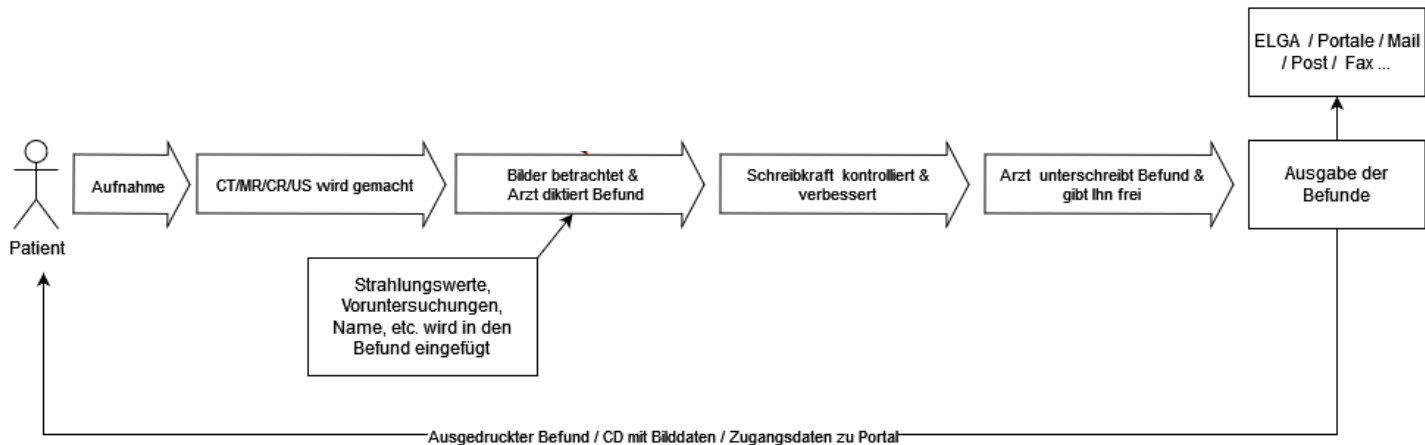 ELGA / Portale / Mail
/ Post / Fax ...
Patient
Aufnahme
CT/MR/CR/US wird gemacht
Bilder betrachtet &
Arzt diktiert Befund
Schreibkraft kontrolliert &
verbessert
Arzt unterschreibt Befund &
gibt Ihn frei
Ausgabe der
Befunde
Strahlungswerte,
Voruntersuchungen,
Name, etc. wird in den
Befund eingefügt
Ausgedruckter Befund / CD mit Bilddaten / Zugangsdaten zu Portal